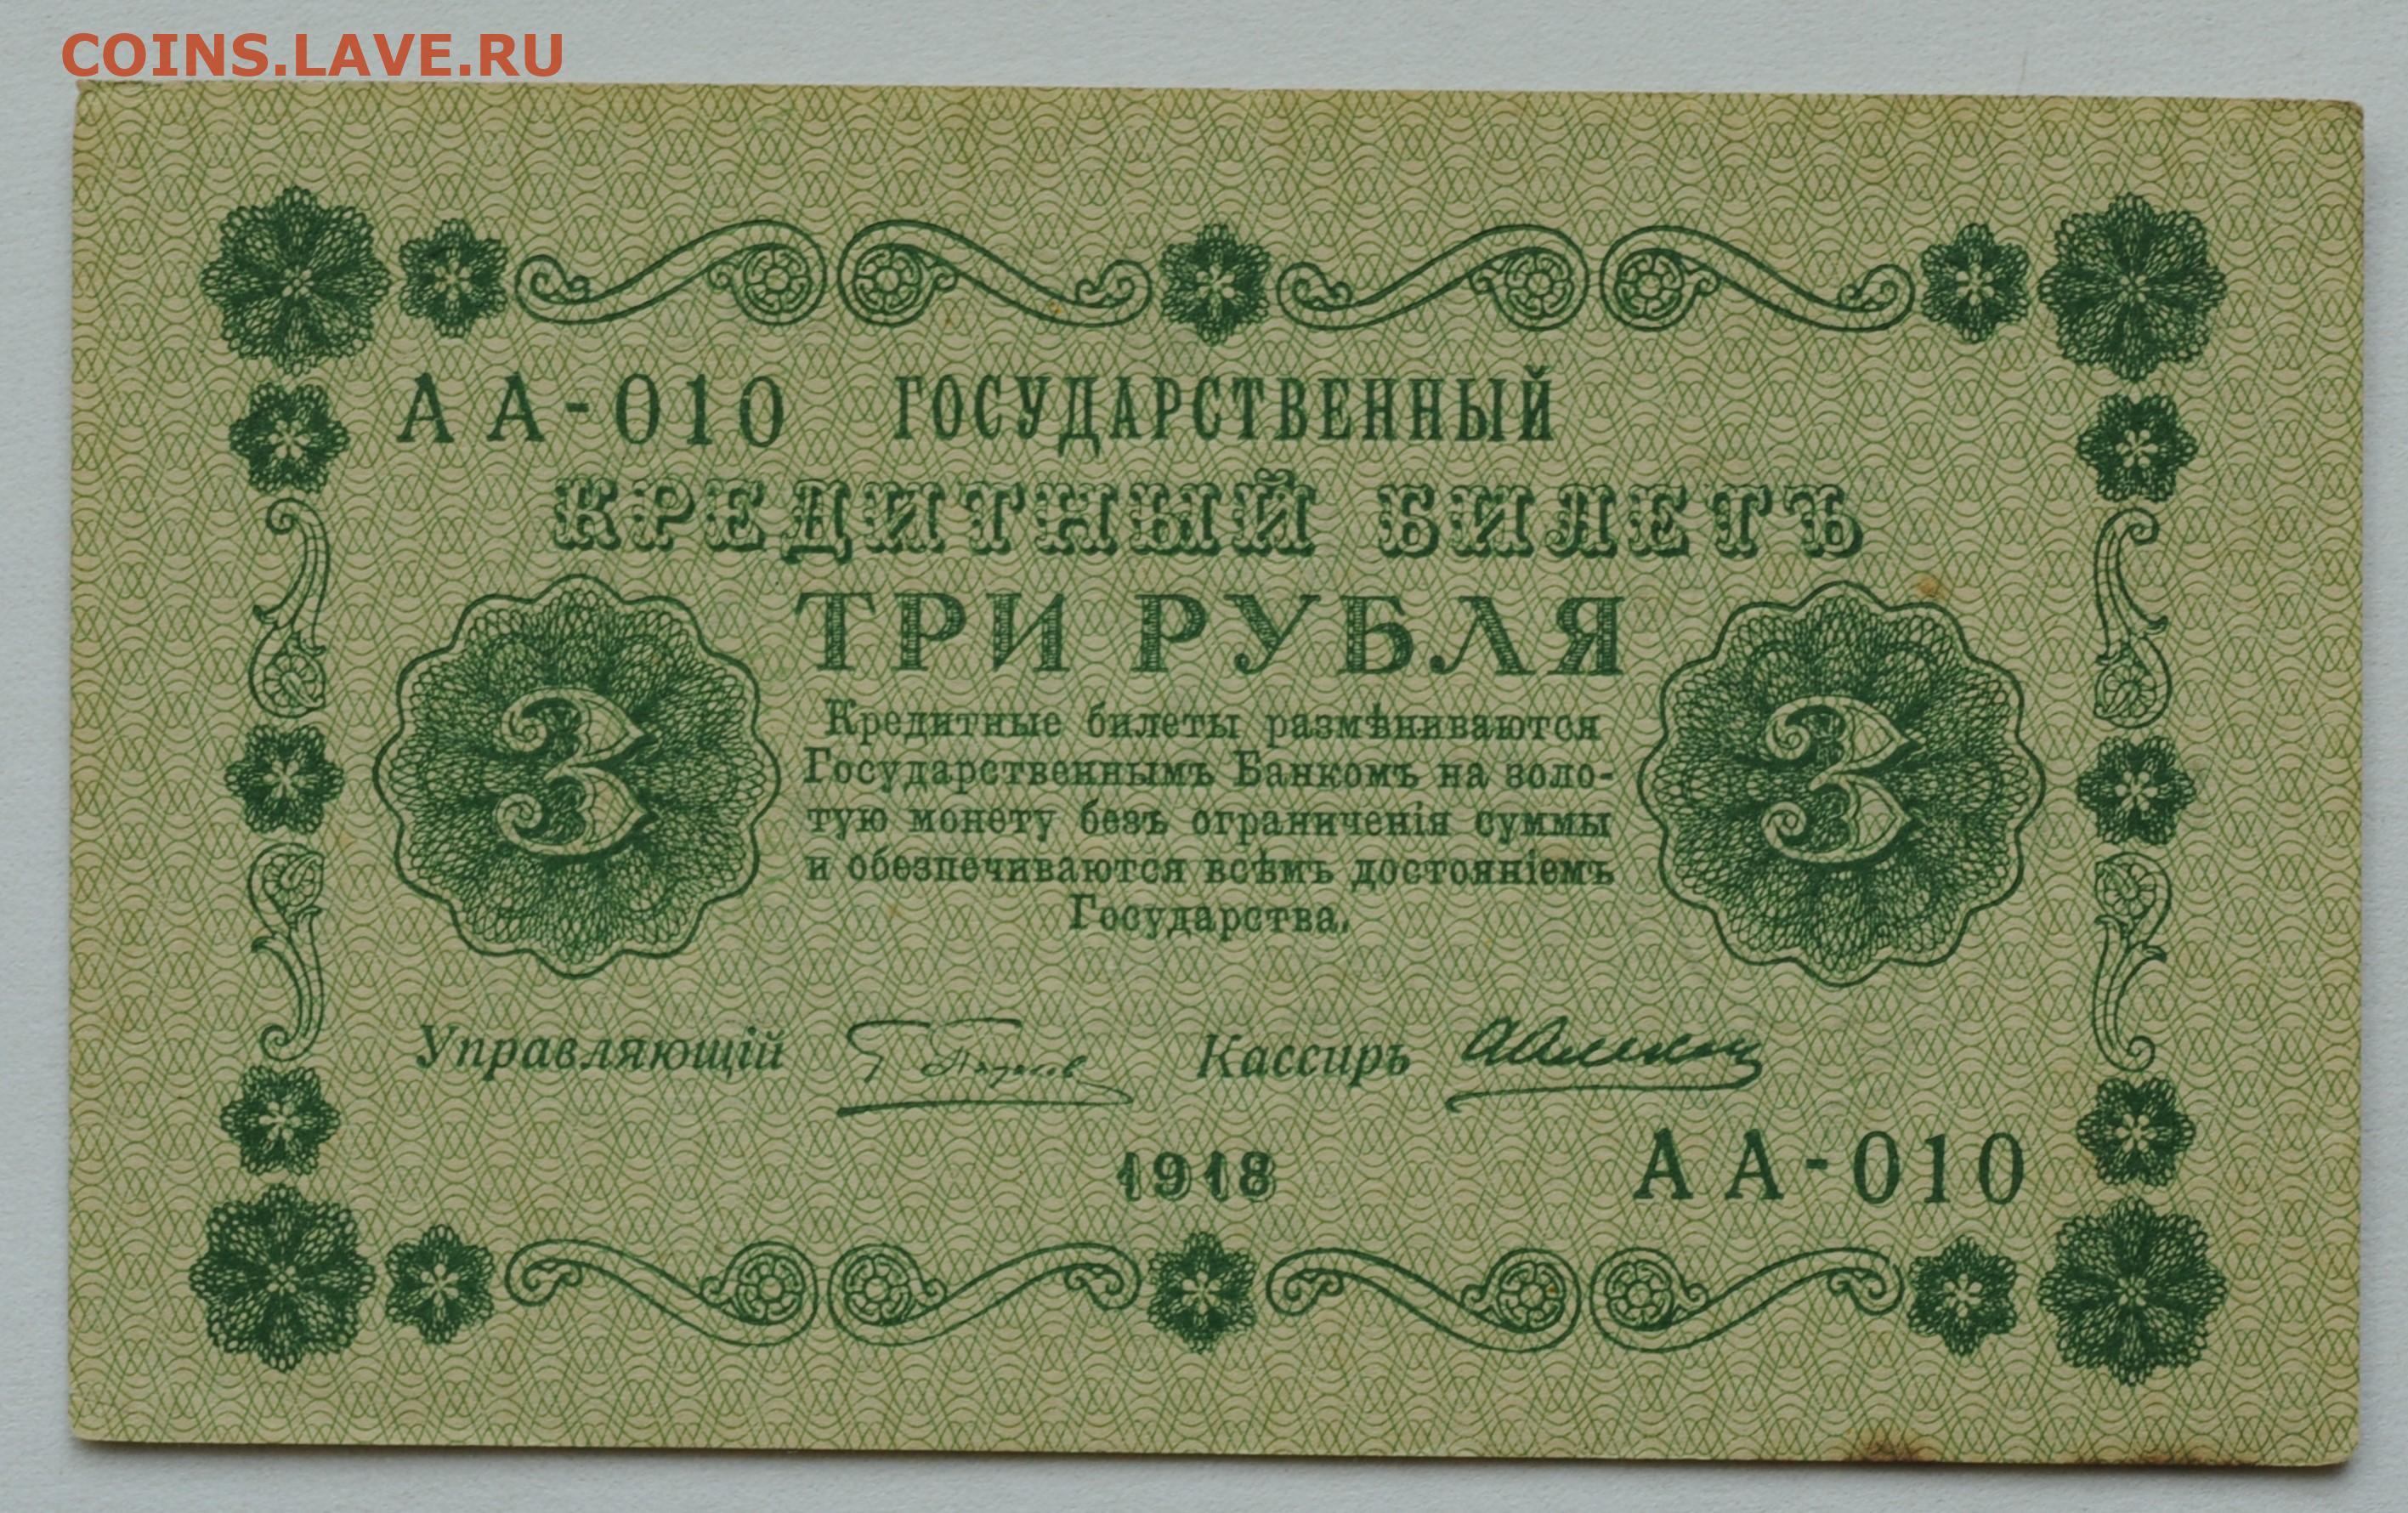 COINS.LAVE.RU
АА-010 ГОСУДАРСТВЕННЫЙ
КРЕДИТНЫЙ БИЛЕТЪ
ТРИ РУБЛЯ
3
Кредитные билеты размѣниваются
Государственнымъ Банкомъ на золо-
тую монету безъ ограниченія суммы
и обезпечиваются всѣмъ достояніемъ
Государства.
3
Управляющій
Кассиръ
1918
АА-010